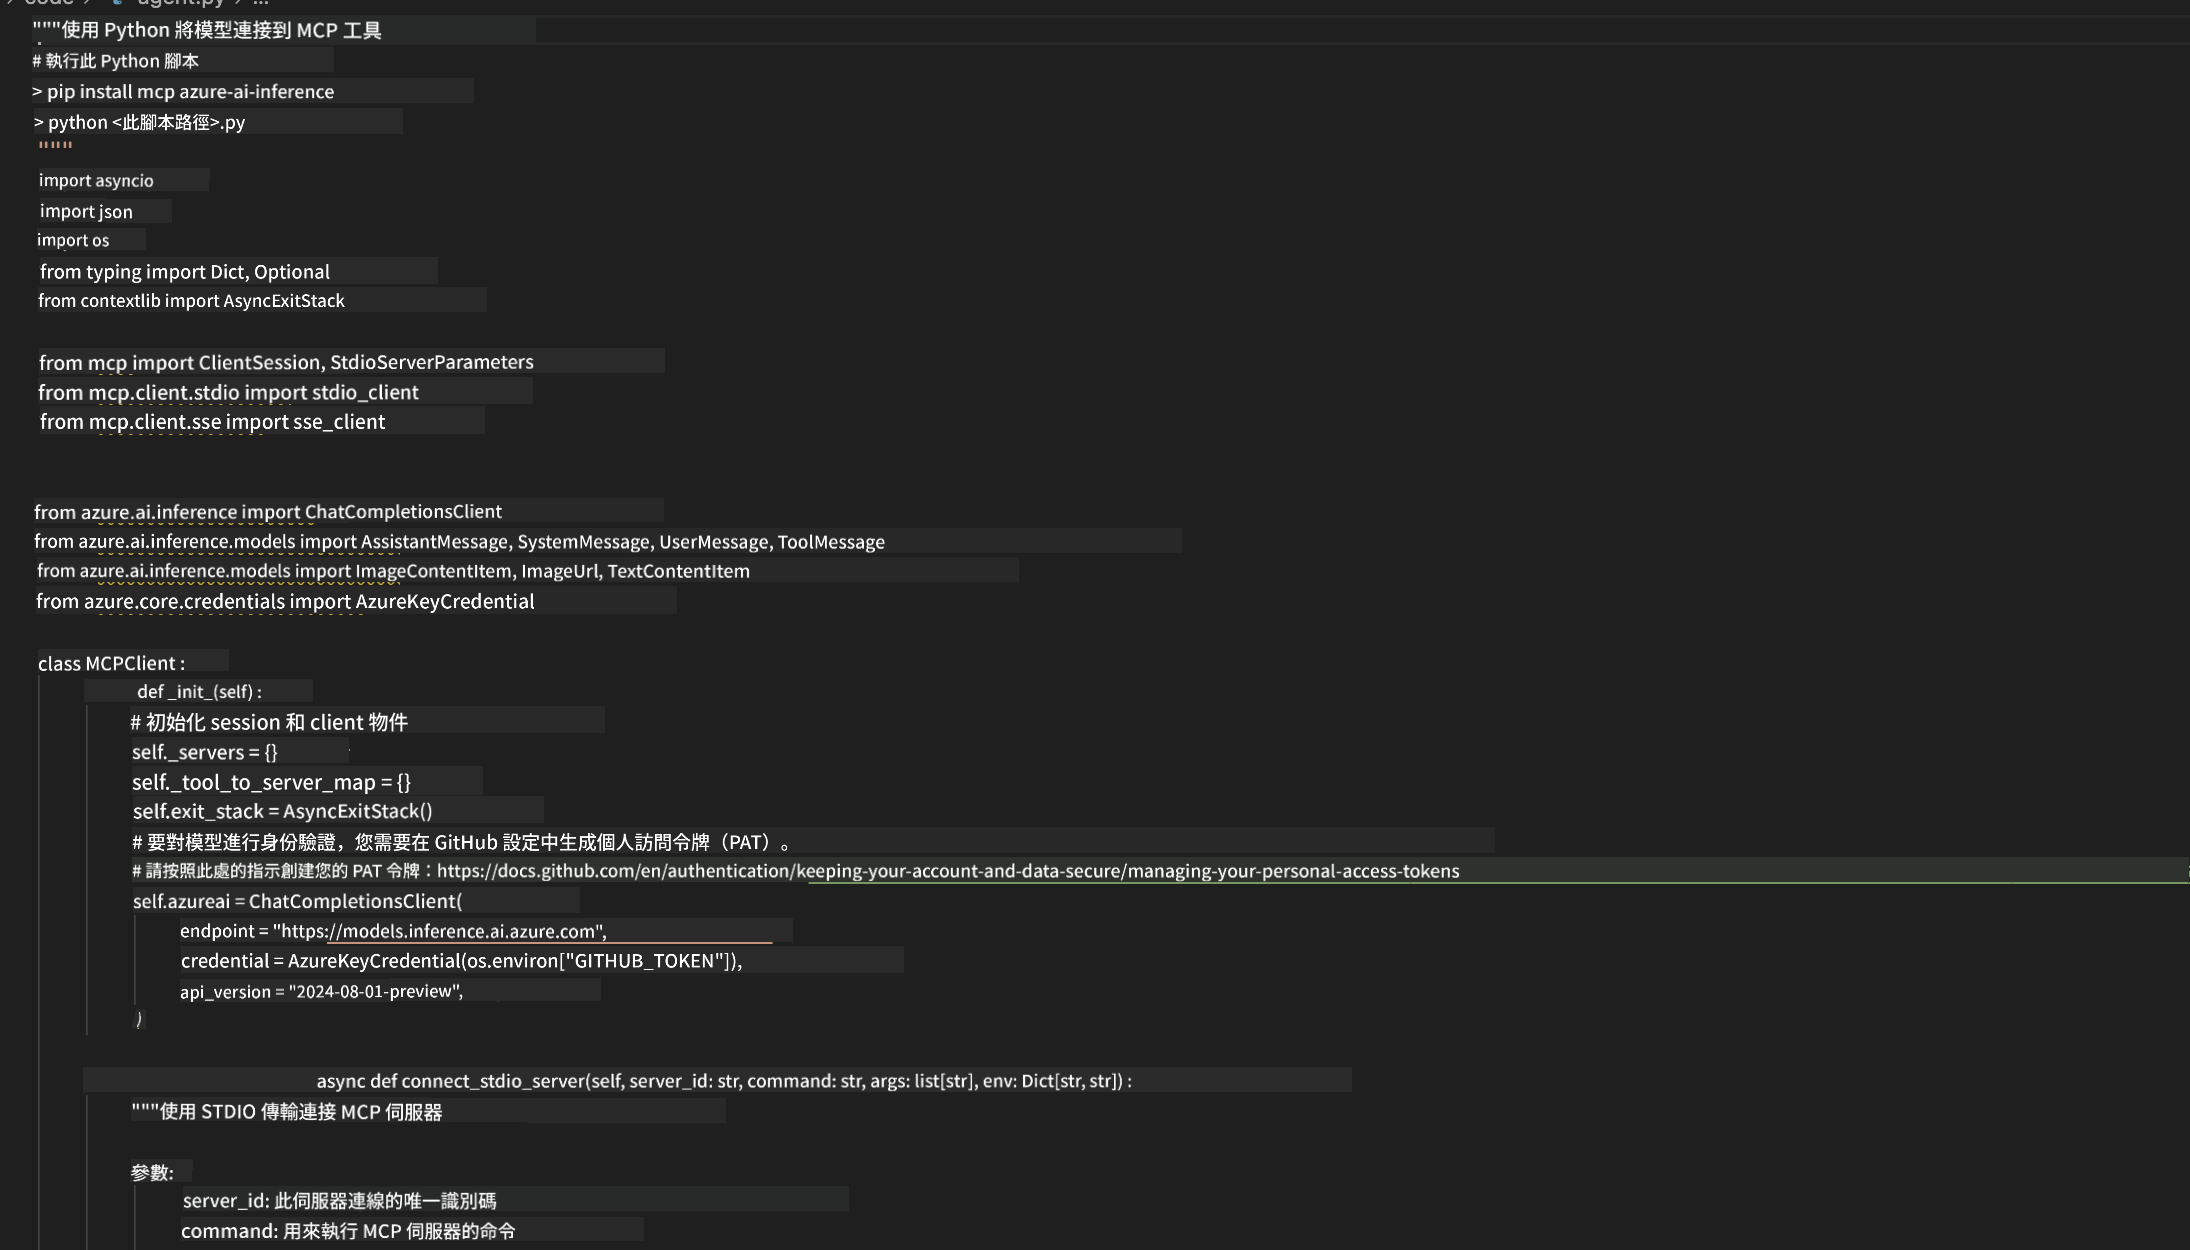 code > agent.py > ...
"""使用 Python 將模型連接到 MCP 工具
# 執行此 Python 腳本
> pip install mcp azure-ai-inference
> python <此腳本路徑>.py
"""
import asyncio
import json
import os
from typing import Dict, Optional
from contextlib import AsyncExitStack
from mcp import ClientSession, StdioServerParameters
from mcp.client.stdio import stdio_client
from mcp.client.sse import sse_client
from azure.ai.inference import ChatCompletionsClient
from azure.ai.inference.models import AssistantMessage, SystemMessage, UserMessage, ToolMessage
from azure.ai.inference.models import ImageContentItem, ImageUrl, TextContentItem
from azure.core.credentials import AzureKeyCredential
class MCPClient :
def _init_(self) :
# 初始化 session 和 client 物件
self._servers = {}
self._tool_to_server_map = {}
self.exit_stack = AsyncExitStack()
# 要對模型進行身份驗證，您需要在 GitHub 設定中生成個人訪問令牌（PAT）。
# 請按照此處的指示創建您的 PAT 令牌：https://docs.github.com/en/authentication/keeping-your-account-and-data-secure/managing-your-personal-access-tokens
self.azureai = ChatCompletionsClient(
endpoint = "https://models.inference.ai.azure.com",
credential = AzureKeyCredential(os.environ["GITHUB_TOKEN"]),
api_version = "2024-08-01-preview",
)
async def connect_stdio_server(self, server_id: str, command: str, args: list[str], env: Dict[str, str]) :
"""使用 STDIO 傳輸連接 MCP 伺服器
參數:
server_id: 此伺服器連線的唯一識別碼
command: 用來執行 MCP 伺服器的命令